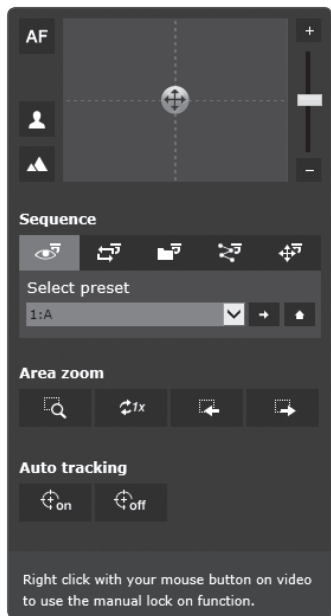 AF
+
-
Sequence
Select preset
1:A
Area zoom
1x
Auto tracking
on off
Right click with your mouse button on video
to use the manual lock on function.